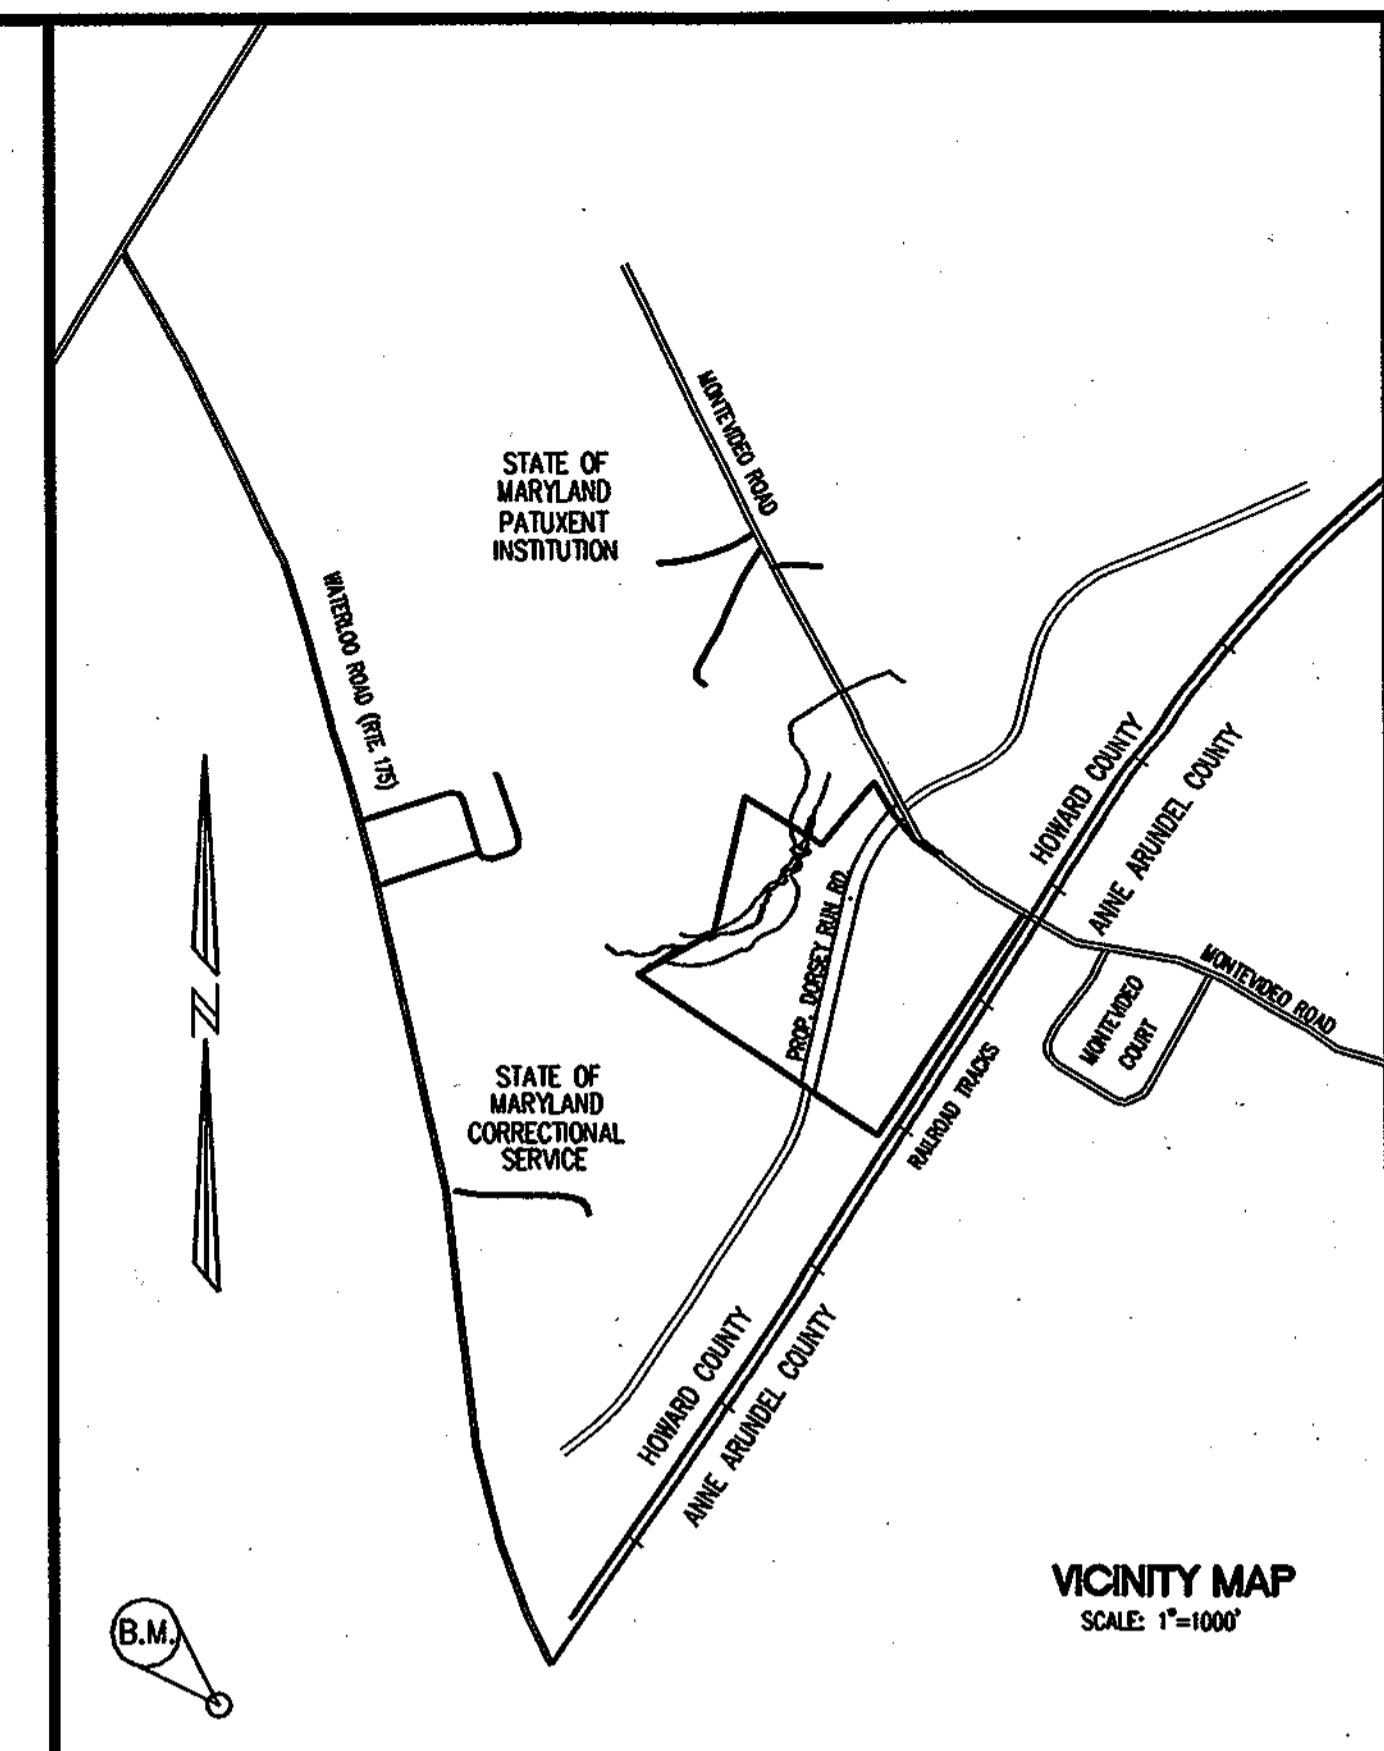 MONTEVIDEO ROAD
STATE OF
MARYLAND
PATUXENT
INSTITUTION
WATERLOO ROAD (RTE. 175)
HOWARD COUNTY
ANNE ARUNDEL COUNTY
PROP. DORSEY RUN RD.
MONTEVIDEO ROAD
MONTEVIDEO
COURT
N
RAILROAD TRACKS
STATE OF
MARYLAND
CORRECTIONAL
SERVICE
HOWARD COUNTY
ANNE ARUNDEL COUNTY
VICINITY MAP
SCALE: 1"=1000'
B.M.